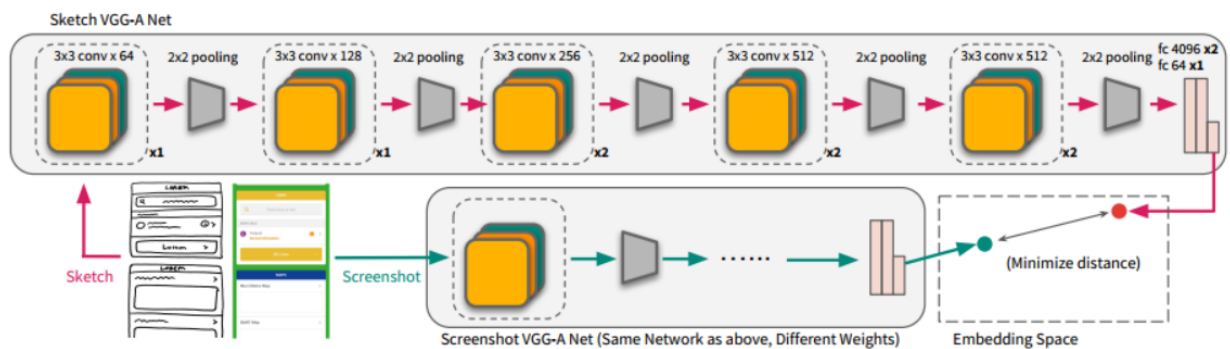 Sketch VGG-A Net
3x3 conv x 64
2x2 pooling
3x3 conv x 128
2x2 pooling
3x3 conv x 256
2x2 pooling
3x3 conv x 512
2x2 pooling
3x3 conv x 512
2x2 pooling
fc 4096 x2
fc 64 x1
x1
x1
x2
x2
x2
Lorem
Lorem
Lorem
Sketch
Screenshot
......
(Minimize distance)
Screenshot VGG-A Net (Same Network as above, Different Weights)
Embedding Space